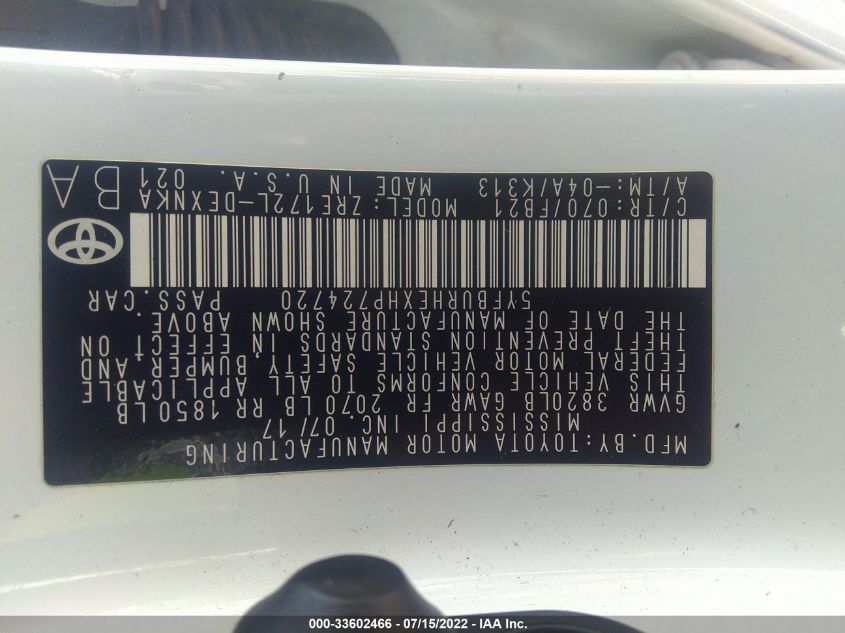 MFD. BY: TOYOTA MOTOR MANUFACTURING
MISSISSIPPI INC. 07/17
GVWR 3820LB GAWR FR 2070 LB RR 1850LB
THIS VEHICLE CONFORMS TO ALL APPLICABLE
FEDERAL MOTOR VEHICLE SAFETY, BUMPER AND
THEFT PREVENTION STANDARDS IN EFFECT ON
THE DATE OF MANUFACTURE SHOWN ABOVE.
5YFBURHEXHP724720 PASS. CAR
C/TR: 070/FB21 MODEL: ZRE172L-DEXNKA
A/TM: -04A/K313 MADE IN U.S.A. 021
BA
000-33602466 - 07/15/2022 - IAA Inc.